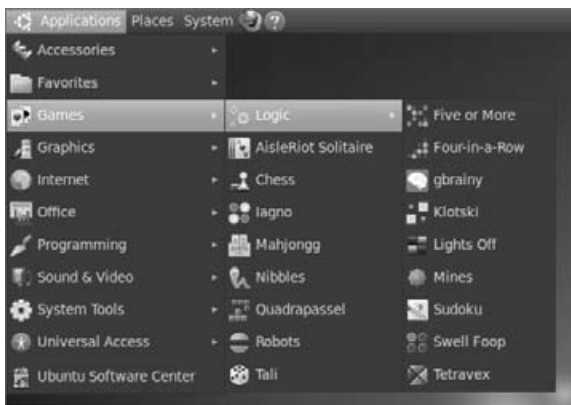 Applications Places System
Accessories
Favorites
Games
Graphics
Internet
Office
Programming
Sound & Video
System Tools
Universal Access
Ubuntu Software Center
Logic
AisleRiot Solitaire
Chess
Iagno
Mahjongg
Nibbles
Quadrapassel
Robots
Tali
Five or More
Four-in-a-Row
gbrainy
Klotski
Lights Off
Mines
Sudoku
Swell Foop
Tetravex